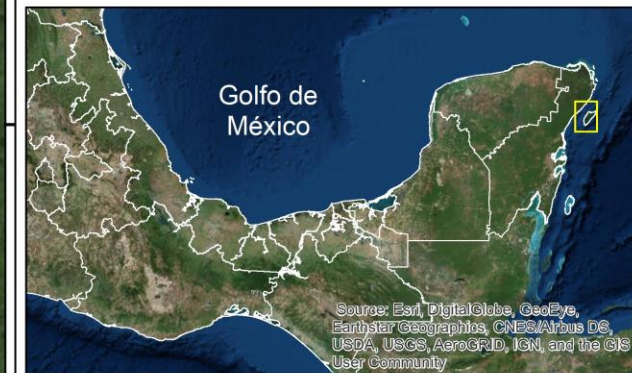 Golfo de
México
Source: Esri, DigitalGlobe, GeoEye,
Earthstar Geographics, CNES/Airbus DS,
USDA, USGS, AeroGRID, IGN, and the GIS
User Community